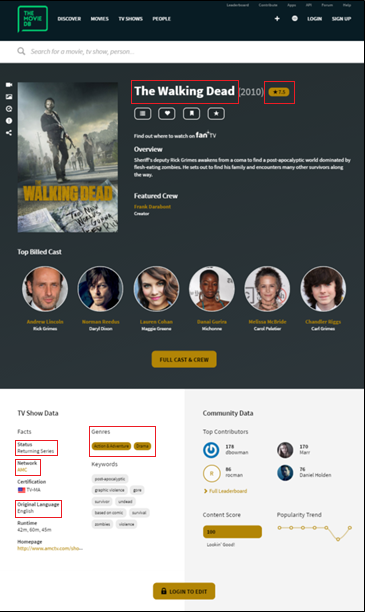 Leaderboard Contribute Apps API Forum Help
THE
MOVIE
DB
DISCOVER MOVIES TV SHOWS PEOPLE
LOGIN SIGN UP
Search for a movie, tv show, person...
The Walking Dead (2010) ★ 7.5
Find out where to watch on fanTV
Overview
Sheriff's deputy Rick Grimes awakens from a coma to find a post-apocalyptic world dominated by
flesh-eating zombies. He sets out to find his family and encounters many other survivors along
the way.
WALKING DEAD
Featured Crew
Frank Darabont
Creator
Top Billed Cast
Andrew Lincoln Norman Reedus Lauren Cohan Danai Gurira Melissa McBride Chandler Riggs
Rick Grimes Daryl Dixon Maggie Greene Michonne Carol Peletier Carl Grimes
FULL CAST & CREW
TV Show Data
Facts
Status
Returning Series
Network
AMC
Certification
TV-MA
Original Language
English
Runtime
42m, 60m, 45m
Homepage
http://www.amctv.com/sho...
Genres
Action & Adventure Drama
Keywords
post-apocalyptic
graphic violence gore
survivor undead
based on comic survival
zombies violence
Community Data
Top Contributors
178
dbowman
170
Marr
R
86
rocman
76
Daniel Holden
Full Leaderboard
Content Score
100
Lookin' Good!
Popularity Trend
LOGIN TO EDIT